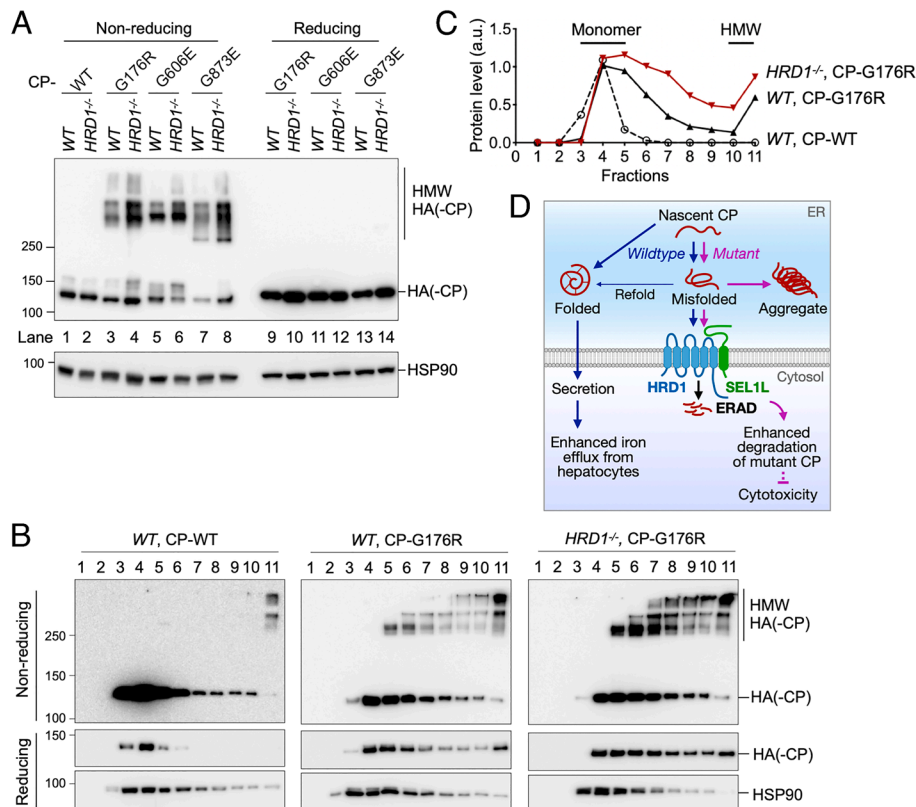 A
Non-reducing
Reducing
CP- WT G176R G606E G873E G176R G606E G873E
WT HRD1-/- WT HRD1-/- WT HRD1-/- WT HRD1-/- WT HRD1-/- WT HRD1-/- WT HRD1-/-
HMW
HA(-CP)
250
150
HA(-CP)
100
Lane 1 2 3 4 5 6 7 8 9 10 11 12 13 14
100
HSP90
B
WT, CP-WT
WT, CP-G176R
HRD1-/-, CP-G176R
1 2 3 4 5 6 7 8 9 10 11
1 2 3 4 5 6 7 8 9 10 11
1 2 3 4 5 6 7 8 9 10 11
Non-reducing
HMW
HA(-CP)
250
150
HA(-CP)
100
Reducing
150
HA(-CP)
100
HSP90
C
Monomer
HMW
Protein level (a.u.)
1.5
1.0
0.5
0.0
0 1 2 3 4 5 6 7 8 9 10 11
Fractions
HRD1-/-, CP-G176R
WT, CP-G176R
WT, CP-WT
D
ER
Nascent CP
Wildtype
Mutant
Refold
Folded
Misfolded
Aggregate
Cytosol
HRD1
SEL1L
Secretion
ERAD
Enhanced iron
efflux from
hepatocytes
Enhanced
degradation
of mutant CP
Cytotoxicity